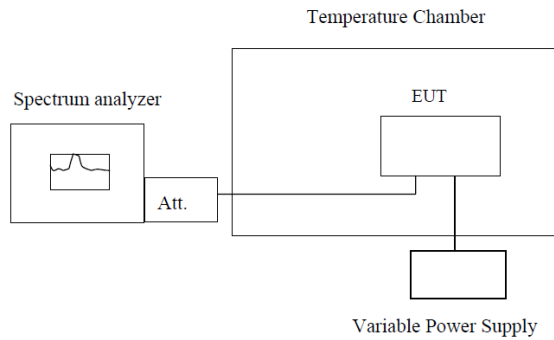 Temperature Chamber
Spectrum analyzer
EUT
Att.
Variable Power Supply